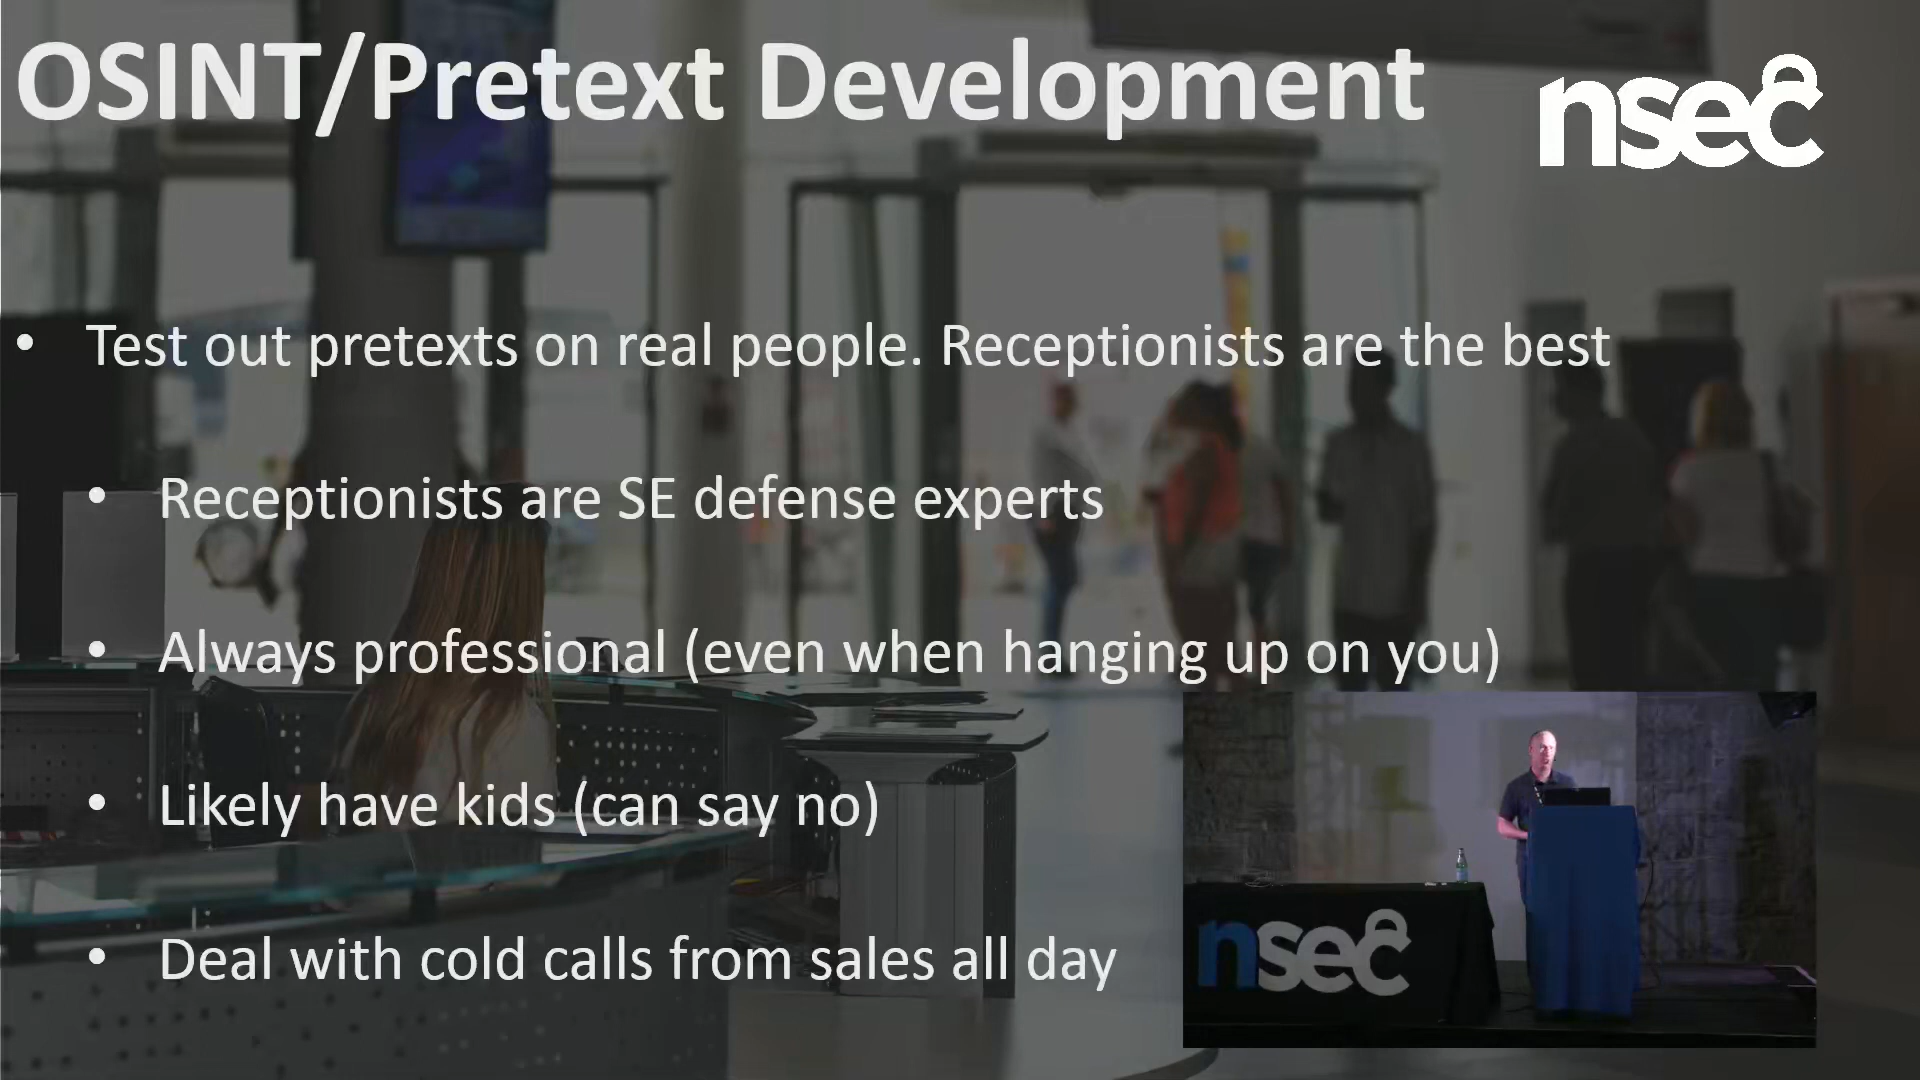 OSINT/Pretext Development
nsec
• Test out pretexts on real people. Receptionists are the best
• Receptionists are SE defense experts
• Always professional (even when hanging up on you)
• Likely have kids (can say no)
• Deal with cold calls from sales all day
nsec